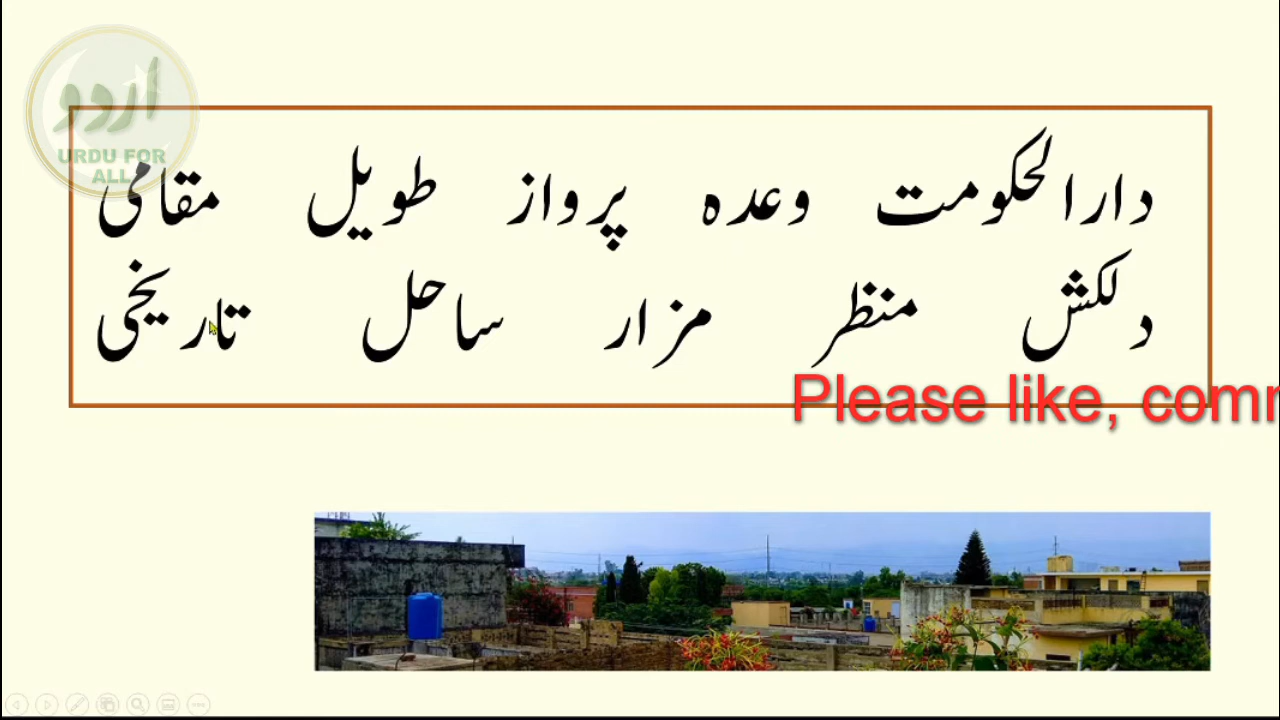 اردو
URDU FOR
ALL
دارالحکومت وعدہ پرواز طویل مقامی
دلکش منظر مزار ساحل تاریخی
Please like, comm